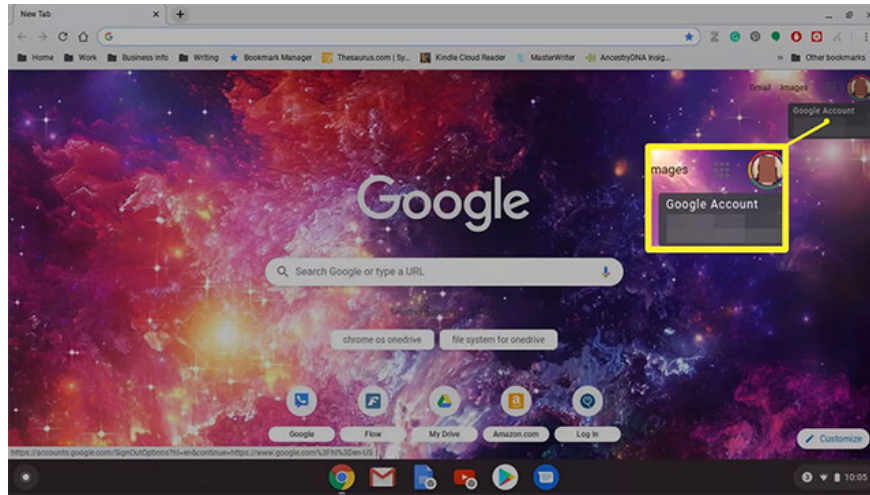 New Tab
Home Work Business info Writing Bookmark Manager Thesaurus.com | Sy... Kindle Cloud Reader MasterWriter AncestryDNA Insig... » Other bookmarks
Gmail Images
Google Account
mages
Google Account
Google
Search Google or type a URL
chrome os onedrive file system for onedrive
Google Flow My Drive Amazon.com Log In
Customize
https://accounts.google.com/SignOutOptions?hl=en&continue=https://www.google.com%3Fhl%3Den-US
3 10:05